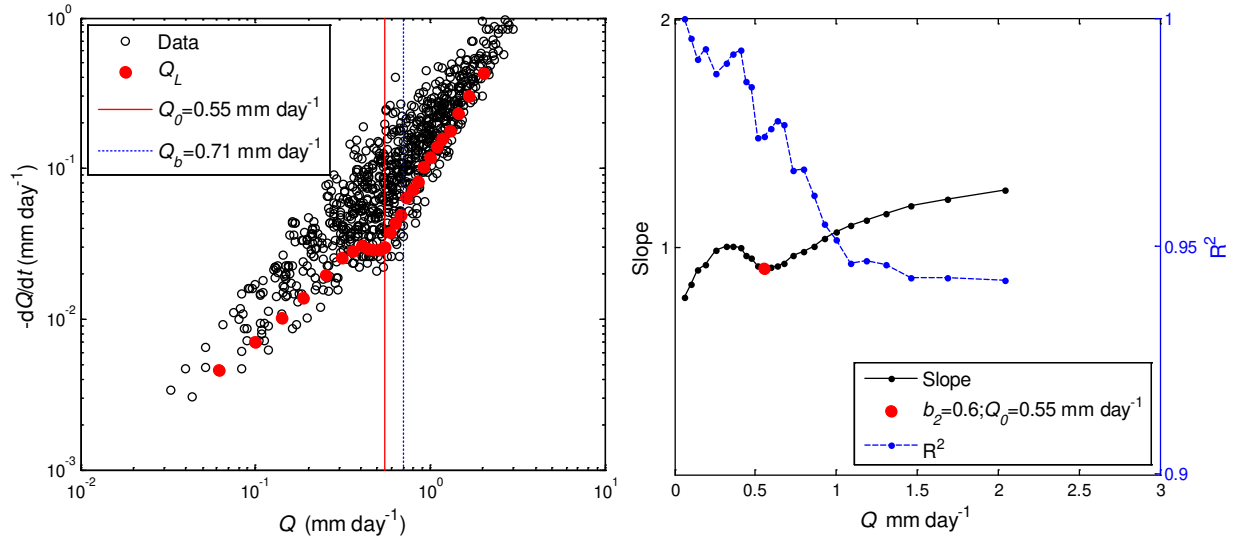 10^0
10^-1
10^-2
10^-3
-dQ/dt (mm day^-1)
Data
Q_L
Q_0=0.55 mm day^-1
Q_b=0.71 mm day^-1
10^-2 10^-1 10^0 10^1
Q (mm day^-1)
2
1
0
Slope
1
0.95
0.9
R^2
Slope
b_2=0.6;Q_0=0.55 mm day^-1
R^2
0 0.5 1 1.5 2 2.5 3
Q mm day^-1